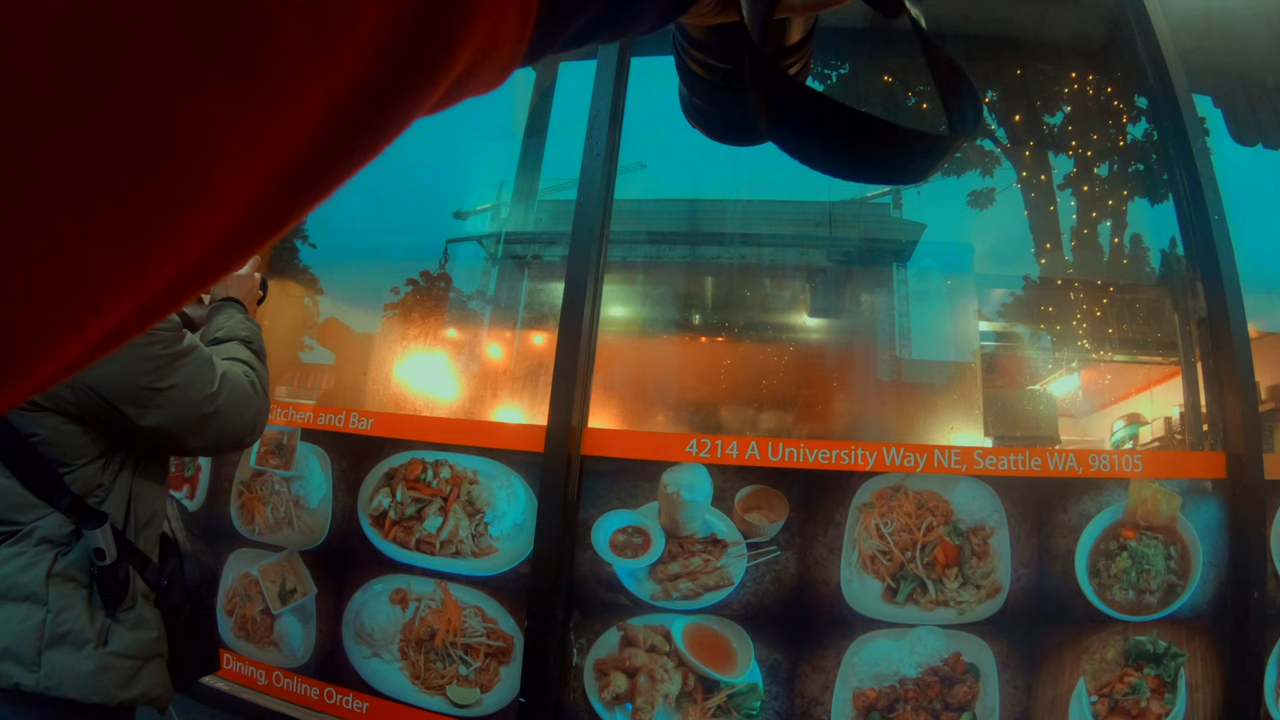 Kitchen and Bar
4214 A University Way NE, Seattle WA, 98105
Dining, Online Order